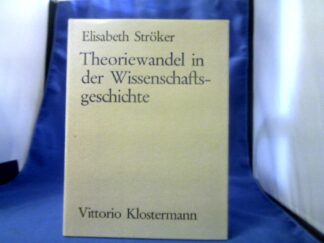 Elisabeth Ströker
Theoriewandel in
der Wissenschafts-
geschichte
Vittorio Klostermann